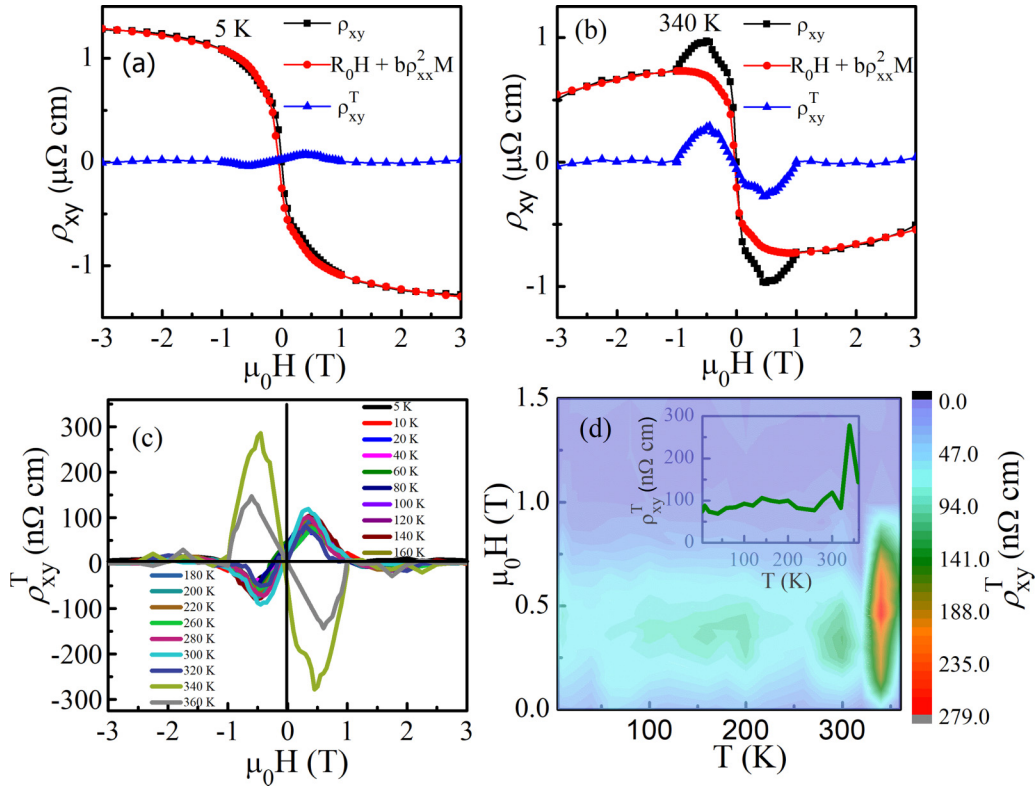 5 K
(a)
ρxy
R₀H + bρ²xxM
ρᵀxy
ρxy (μΩ cm)
1
0
-1
-3 -2 -1 0 1 2 3
μ₀H (T)
340 K
(b)
ρxy
R₀H + bρ²xxM
ρᵀxy
ρxy (μΩ cm)
1
0
-1
-3 -2 -1 0 1 2 3
μ₀H (T)
(c)
5 K
10 K
20 K
40 K
60 K
80 K
100 K
120 K
140 K
160 K
180 K
200 K
220 K
260 K
280 K
300 K
320 K
340 K
360 K
ρᵀxy (nΩ cm)
300
200
100
0
-100
-200
-300
-3 -2 -1 0 1 2 3
μ₀H (T)
(d)
μ₀H (T)
1.5
1.0
0.5
0.0
100 200 300
T (K)
ρᵀxy (nΩ cm)
300
200
100
0
100 200 300
T (K)
0.0
47.00
94.00
141.0
188.0
235.0
279.0
ρᵀxy (nΩ cm)